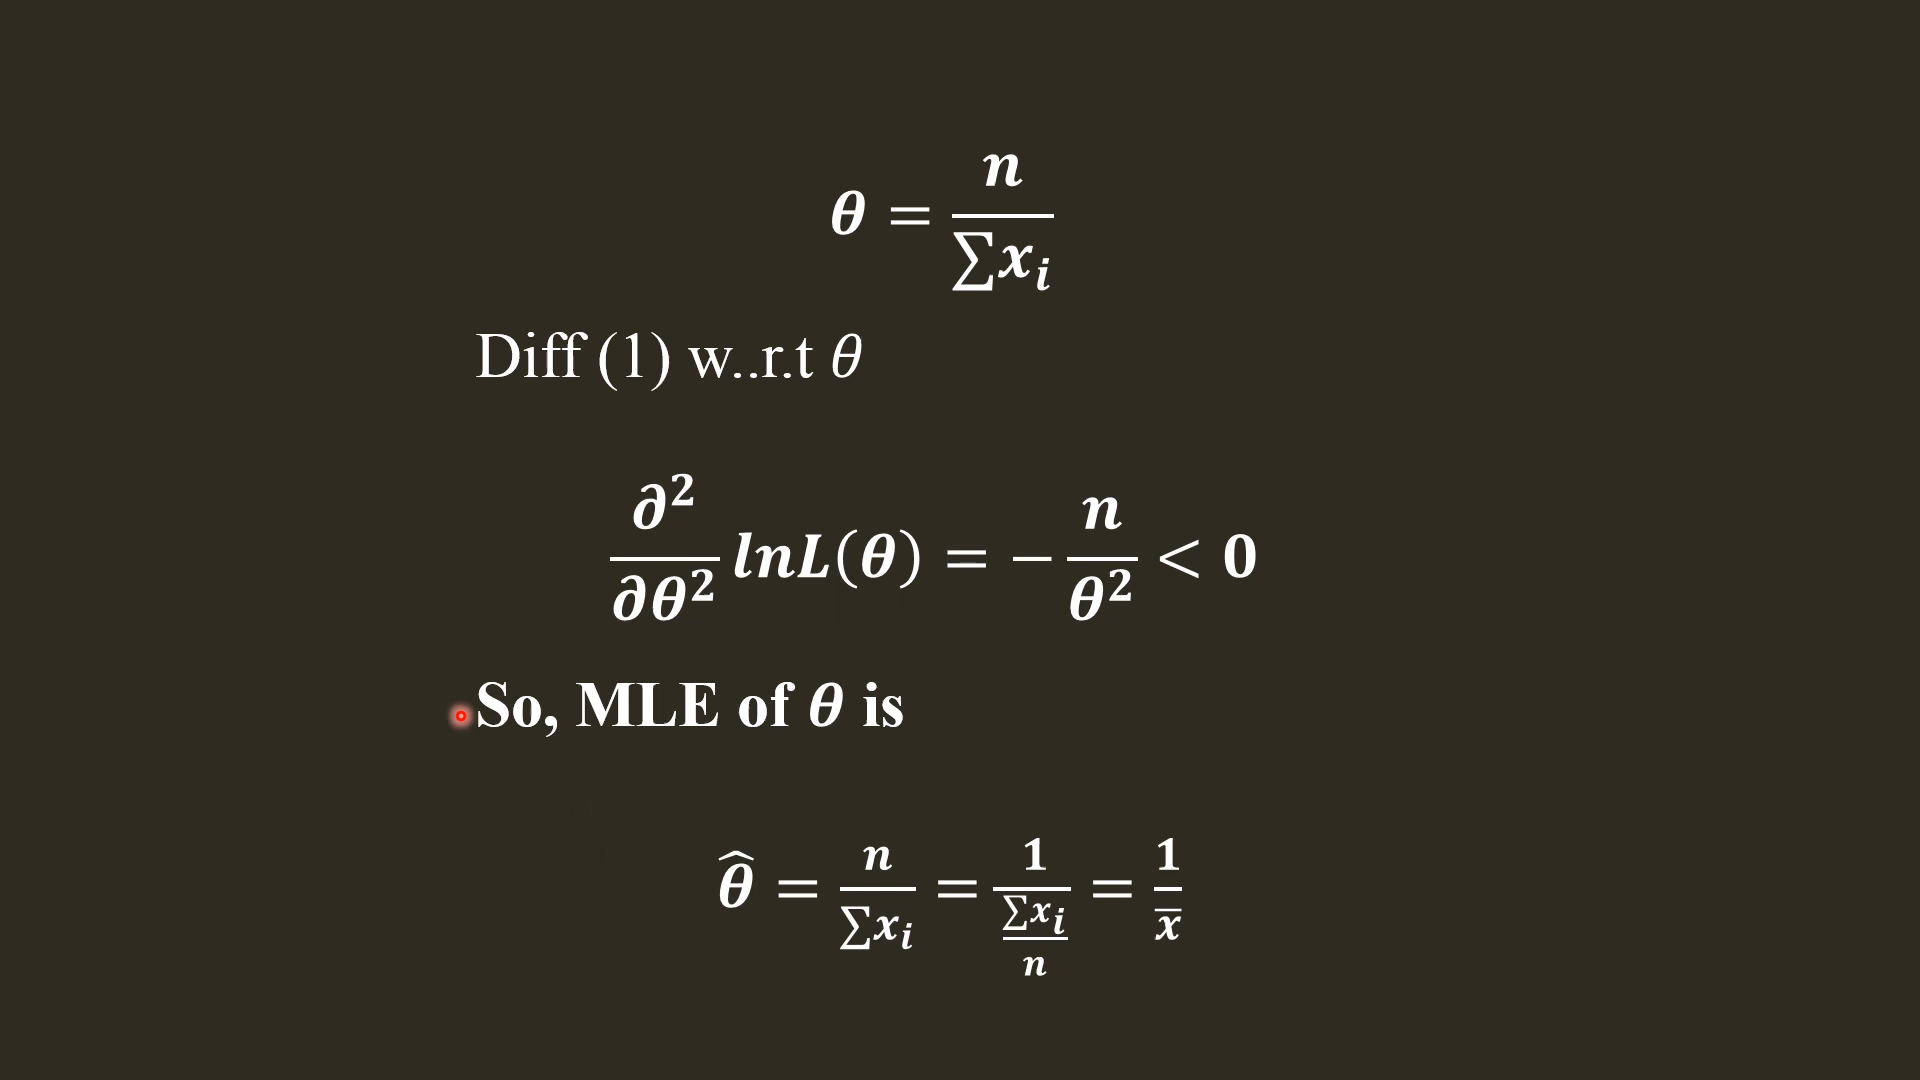 θ = n / ∑xᵢ
Diff (1) w..r.t θ
∂²/∂θ² lnL(θ) = − n/θ² < 0
So, MLE of θ is
θ̂ = n / ∑xᵢ = 1 / (∑xᵢ / n) = 1 / x̅